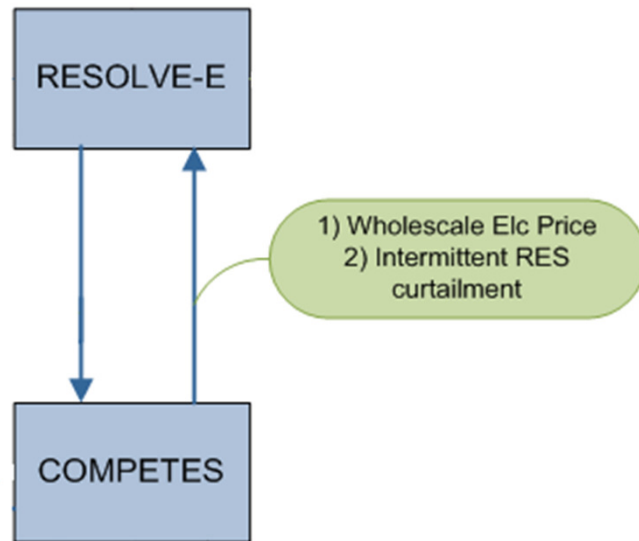 RESOLVE-E
1) Wholescale Elc Price
2) Intermittent RES
curtailment
COMPETES